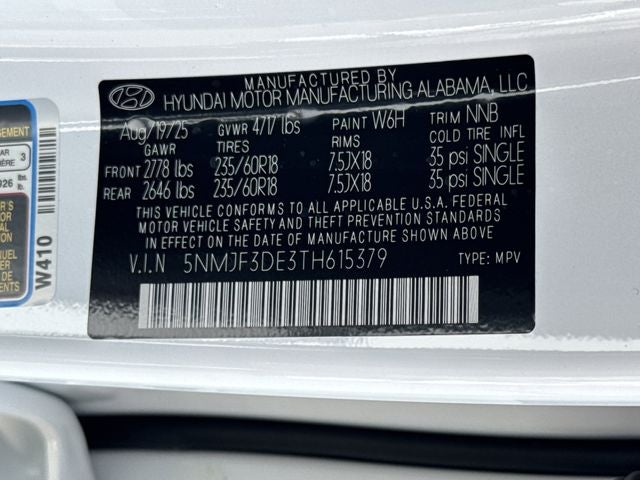 MANUFACTURED BY
HYUNDAI MOTOR MANUFACTURING ALABAMA, LLC
Aug/19/25 GVWR 4717 lbs PAINT W6H TRIM NNB
GAWR TIRES RIMS COLD TIRE INFL
FRONT 2778 lbs 235/60R18 7.5JX18 35 psi SINGLE
REAR 2646 lbs 235/60R18 7.5JX18 35 psi SINGLE
THIS VEHICLE CONFORMS TO ALL APPLICABLE U.S.A. FEDERAL
MOTOR VEHICLE SAFETY AND THEFT PREVENTION STANDARDS
IN EFFECT ON THE DATE OF MANUFACTURE SHOWN ABOVE.
V.I.N 5NMJF3DE3TH615379 TYPE: MPV
W410
3